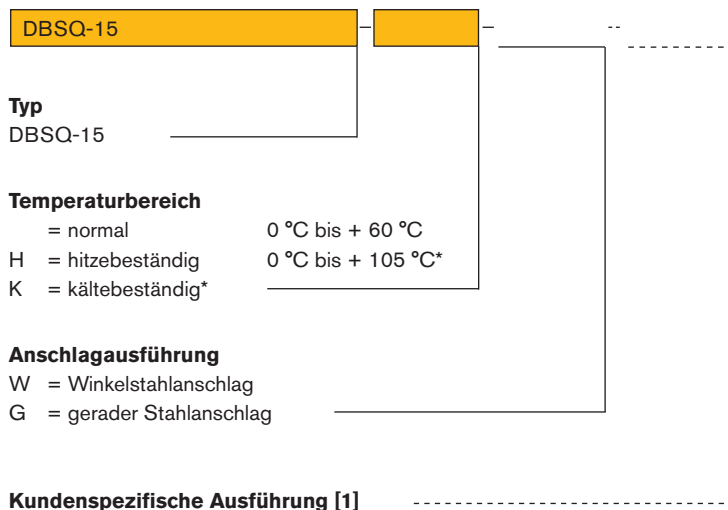 DBSQ-15 - - --
Typ
DBSQ-15
Temperaturbereich
= normal 0 °C bis + 60 °C
H = hitzebeständig 0 °C bis + 105 °C*
K = kältebeständig*
Anschlagausführung
W = Winkelstahlanschlag
G = gerader Stahlanschlag
Kundenspezifische Ausführung [1]